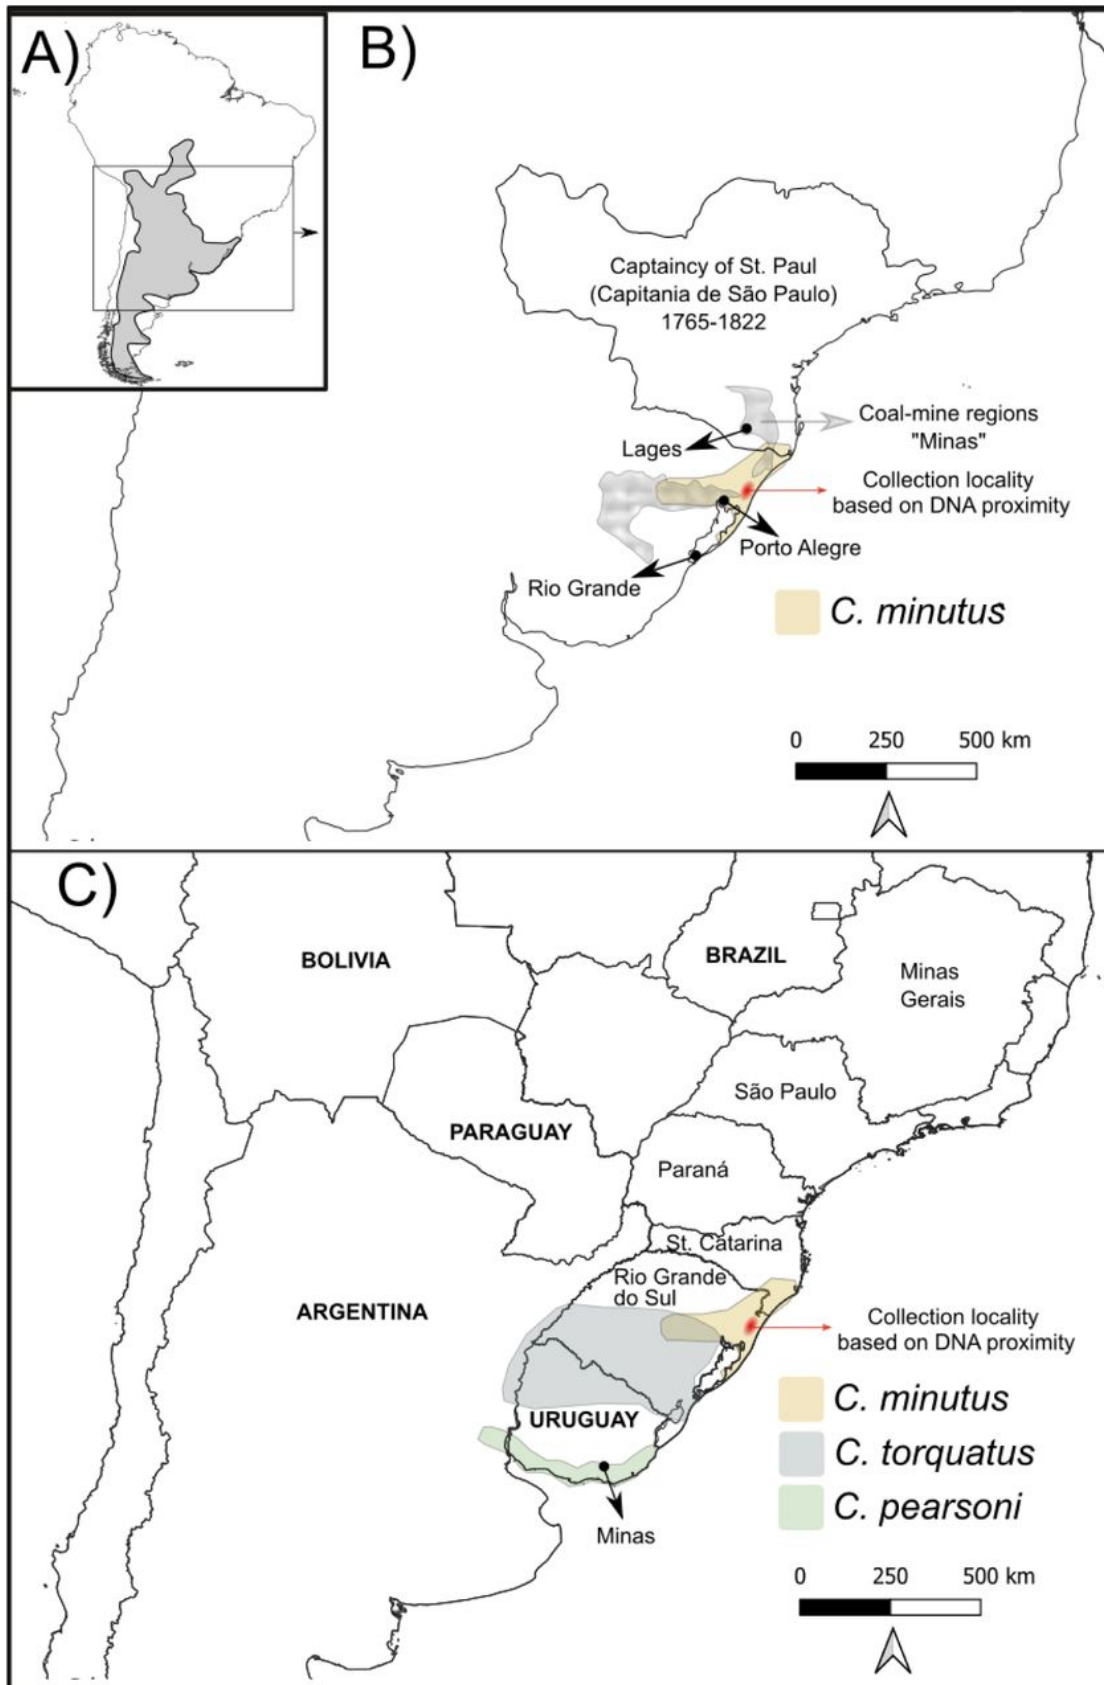 A)
B)
Captaincy of St. Paul
(Capitania de São Paulo)
1765-1822
Coal-mine regions
"Minas"
Lages
Collection locality
based on DNA proximity
Porto Alegre
Rio Grande
C. minutus
0 250 500 km
C)
BOLIVIA
BRAZIL
Minas
Gerais
São Paulo
PARAGUAY
Paraná
St. Catarina
Rio Grande
do Sul
ARGENTINA
Collection locality
based on DNA proximity
C. minutus
URUGUAY
C. torquatus
C. pearsoni
Minas
0 250 500 km